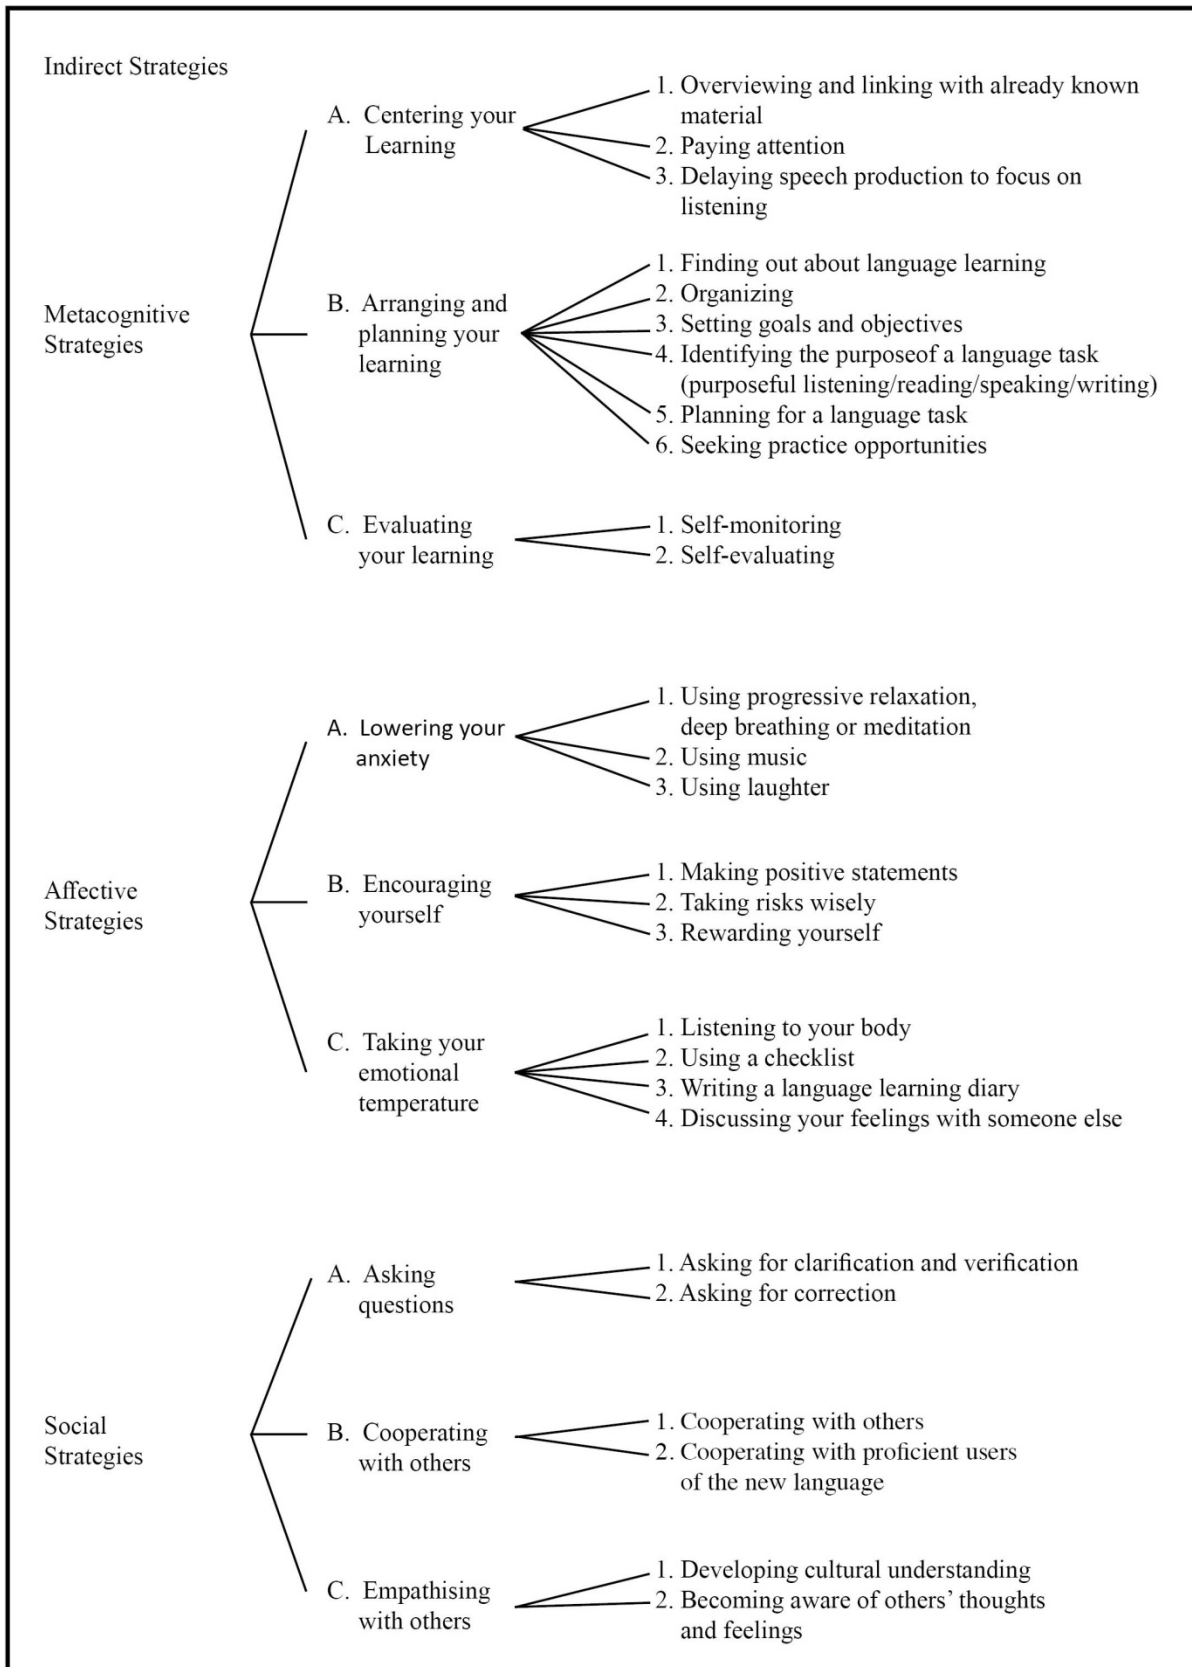 Indirect Strategies
Metacognitive
Strategies
A. Centering your
Learning
1. Overviewing and linking with already known
material
2. Paying attention
3. Delaying speech production to focus on
listening
B. Arranging and
planning your
learning
1. Finding out about language learning
2. Organizing
3. Setting goals and objectives
4. Identifying the purposeof a language task
(purposeful listening/reading/speaking/writing)
5. Planning for a language task
6. Seeking practice opportunities
C. Evaluating
your learning
1. Self-monitoring
2. Self-evaluating
Affective
Strategies
A. Lowering your
anxiety
1. Using progressive relaxation,
deep breathing or meditation
2. Using music
3. Using laughter
B. Encouraging
yourself
1. Making positive statements
2. Taking risks wisely
3. Rewarding yourself
C. Taking your
emotional
temperature
1. Listening to your body
2. Using a checklist
3. Writing a language learning diary
4. Discussing your feelings with someone else
Social
Strategies
A. Asking
questions
1. Asking for clarification and verification
2. Asking for correction
B. Cooperating
with others
1. Cooperating with others
2. Cooperating with proficient users
of the new language
C. Empathising
with others
1. Developing cultural understanding
2. Becoming aware of others’ thoughts
and feelings